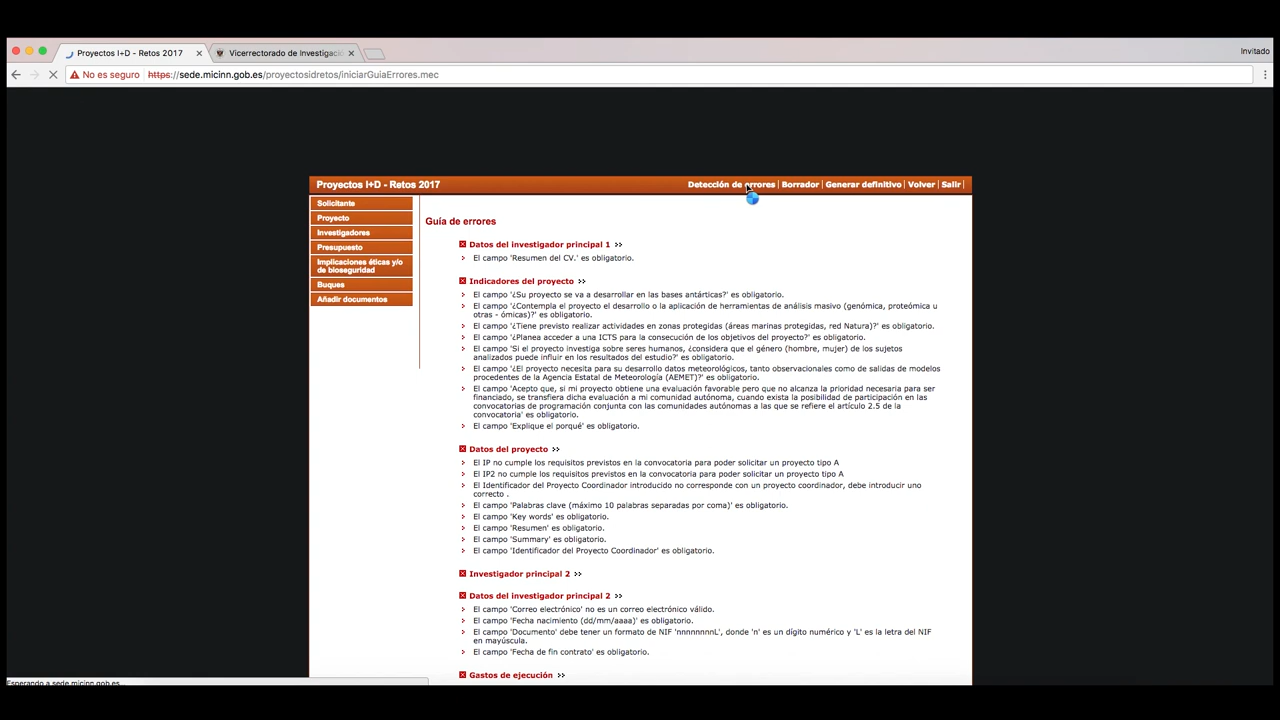 Proyectos I+D - Retos 2017
Vicerrectorado de Investigació
Invitado
No es seguro
https://sede.micinn.gob.es/proyectosidretos/iniciarGuiaErrores.mec
Proyectos I+D - Retos 2017
Detección de errores | Borrador | Generar definitivo | Volver | Salir |
Solicitante
Proyecto
Investigadores
Presupuesto
Implicaciones éticas y/o
de bioseguridad
Buques
Añadir documentos
Guía de errores
Datos del investigador principal 1 >>
El campo 'Resumen del CV.' es obligatorio.
Indicadores del proyecto >>
El campo '¿Su proyecto se va a desarrollar en las bases antárticas?' es obligatorio.
El campo '¿Contempla el proyecto el desarrollo o la aplicación de herramientas de análisis masivo (genómica, proteómica u
otras - ómicas)?' es obligatorio.
El campo '¿Tiene previsto realizar actividades en zonas protegidas (áreas marinas protegidas, red Natura)?' es obligatorio.
El campo '¿Planea acceder a una ICTS para la consecución de los objetivos del proyecto?' es obligatorio.
El campo 'Si el proyecto investiga sobre seres humanos, ¿considera que el género (hombre, mujer) de los sujetos
analizados puede influir en los resultados del estudio?' es obligatorio.
El campo '¿El proyecto necesita para su desarrollo datos meteorológicos, tanto observacionales como de salidas de modelos
procedentes de la Agencia Estatal de Meteorología (AEMET)?' es obligatorio.
El campo 'Acepto que, si mi proyecto obtiene una evaluación favorable pero que no alcanza la prioridad necesaria para ser
financiado, se transfiera dicha evaluación a mi comunidad autónoma, cuando exista la posibilidad de participación en las
convocatorias de programación conjunta con las comunidades autónomas a las que se refiere el artículo 2.5 de la
convocatoria' es obligatorio.
El campo 'Explique el porqué' es obligatorio.
Datos del proyecto >>
El IP no cumple los requisitos previstos en la convocatoria para poder solicitar un proyecto tipo A
El IP2 no cumple los requisitos previstos en la convocatoria para poder solicitar un proyecto tipo A
El Identificador del Proyecto Coordinador introducido no corresponde con un proyecto coordinador, debe introducir uno
correcto .
El campo 'Palabras clave (máximo 10 palabras separadas por coma)' es obligatorio.
El campo 'Key words' es obligatorio.
El campo 'Resumen' es obligatorio.
El campo 'Summary' es obligatorio.
El campo 'Identificador del Proyecto Coordinador' es obligatorio.
Investigador principal 2 >>
Datos del investigador principal 2 >>
El campo 'Correo electrónico' no es un correo electrónico válido.
El campo 'Fecha nacimiento (dd/mm/aaaa)' es obligatorio.
El campo 'Documento' debe tener un formato de NIF 'nnnnnnnnL', donde 'n' es un dígito numérico y 'L' es la letra del NIF
en mayúscula.
El campo 'Fecha de fin contrato' es obligatorio.
Gastos de ejecución >>
Esperando a sede.micinn.gob.es...